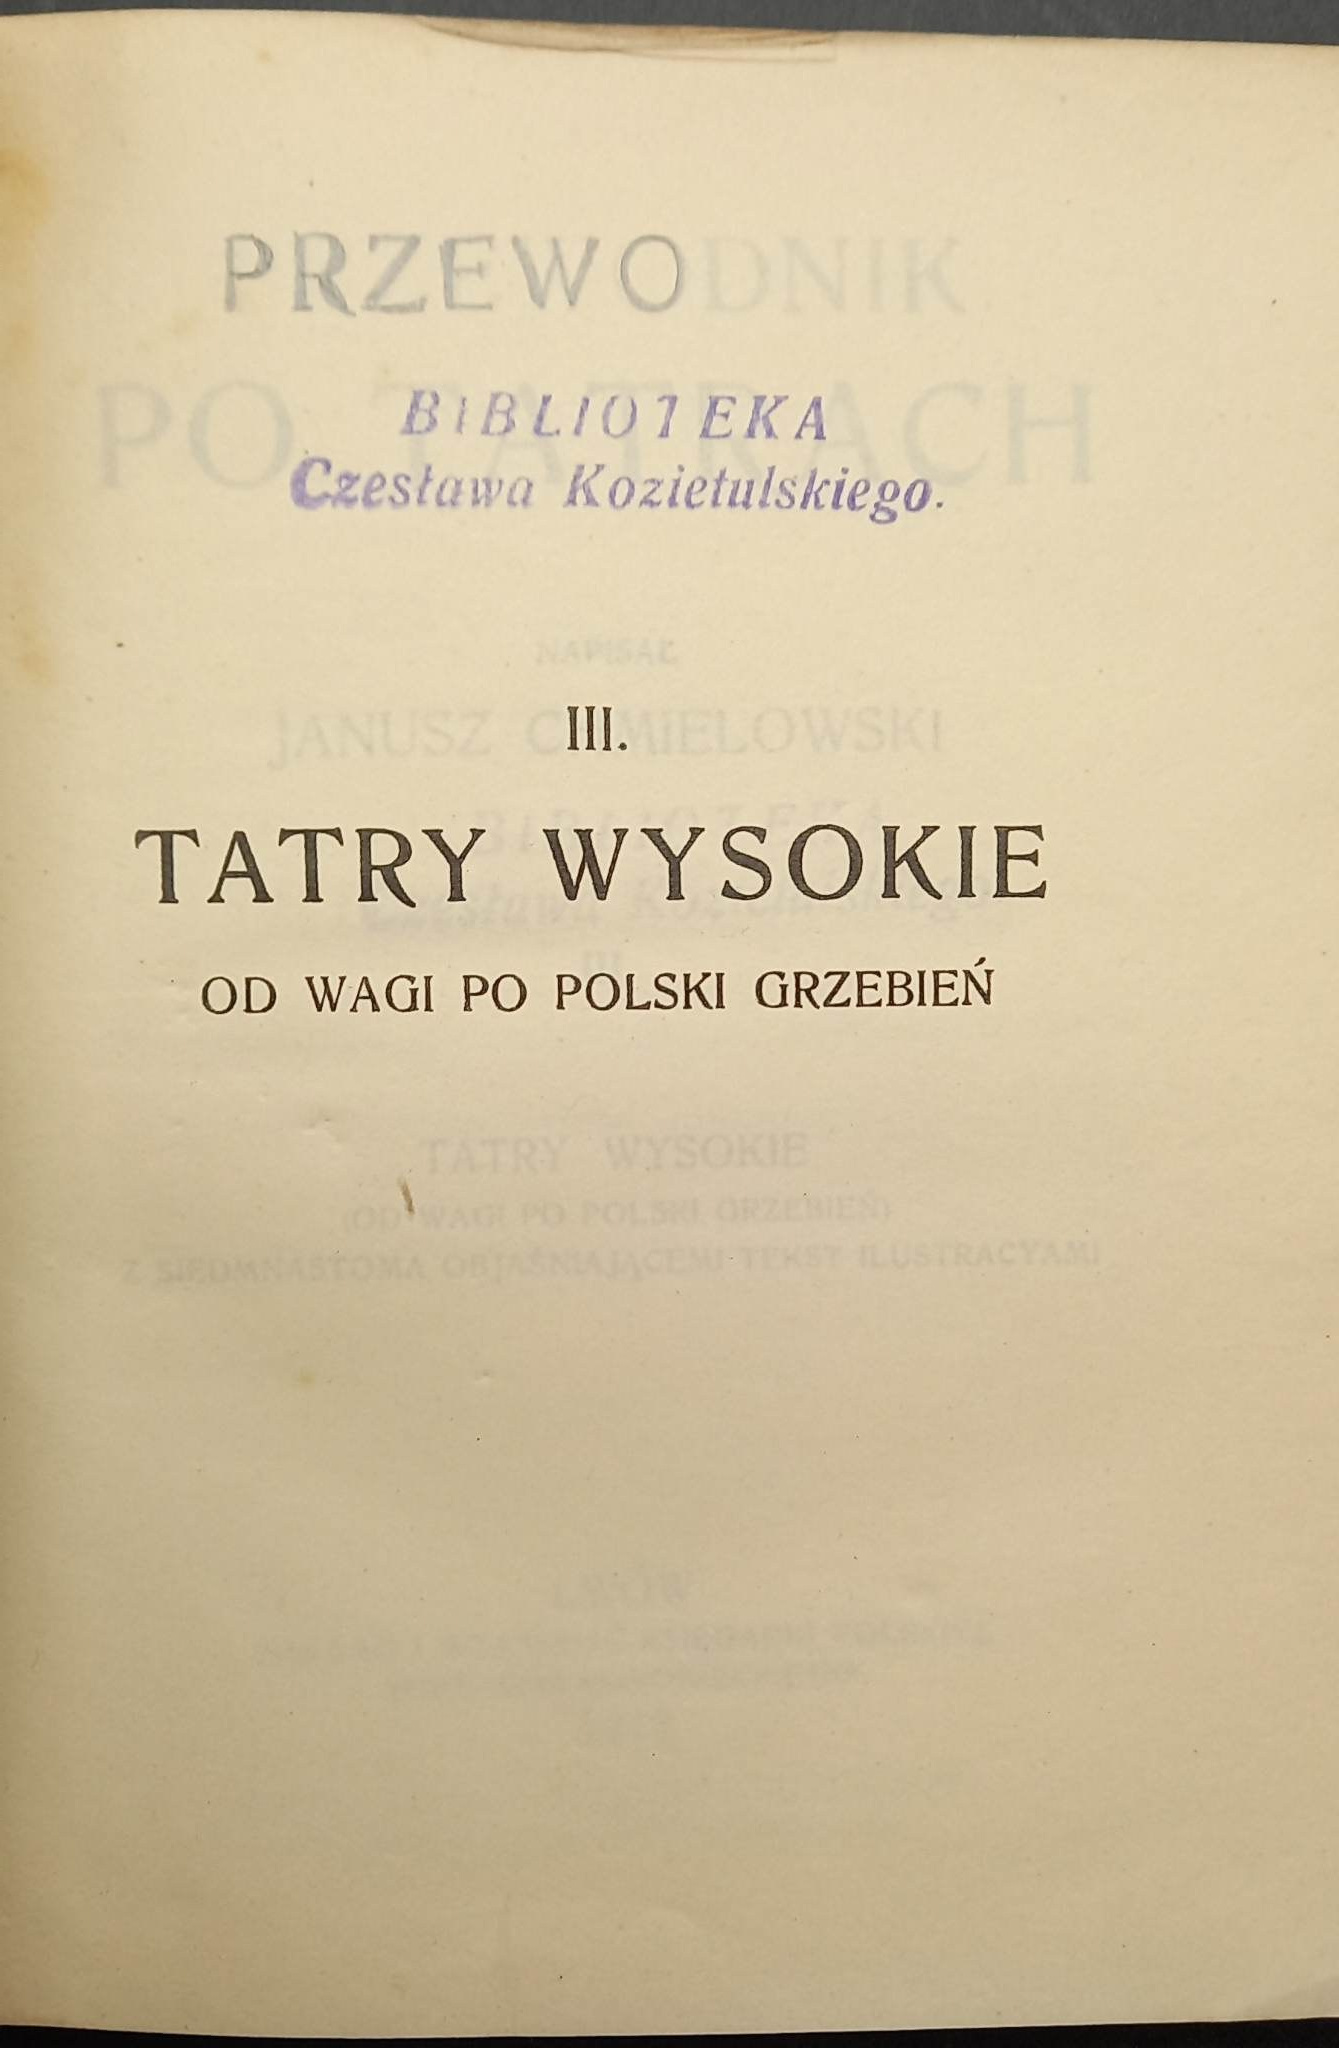 PRZEWODNIK
PO TATRACH
BIBLIOTEKA
Czesława Kozietulskiego.
NAPISAŁ
JANUSZ CHMIELOWSKI
III.
TATRY WYSOKIE
OD WAGI PO POLSKI GRZEBIEŃ
TATRY WYSOKIE
(OD WAGI PO POLSKI GRZEBIEŃ)
Z SIEDMNASTOMA OBJAŚNIAJĄCEMI TEKST ILUSTRACYAMI
LWÓW